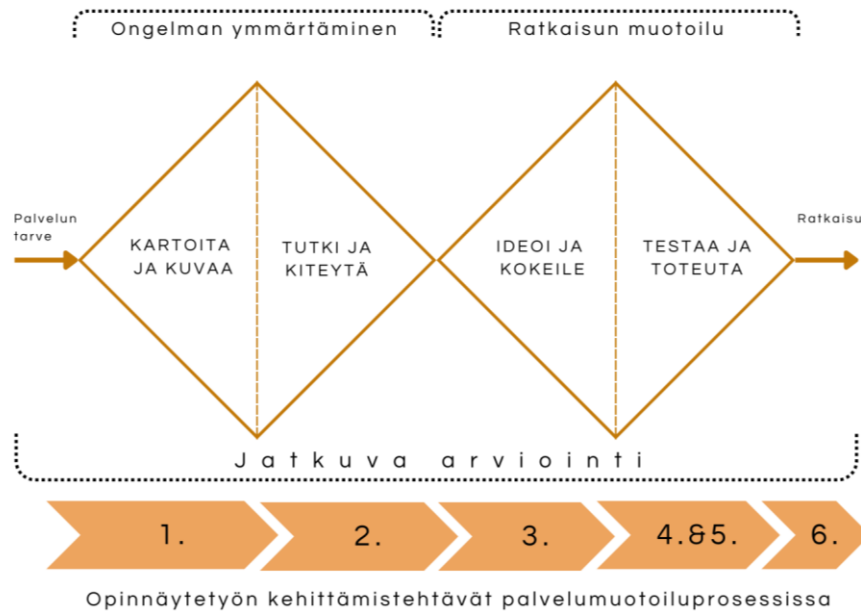 Ongelman ymmärtäminen
Ratkaisun muotoilu
Palvelun
tarve
KARTOITA
JA KUVAA
TUTKI JA
KITEYTÄ
IDEOI JA
KOKEILE
TESTAA JA
TOTEUTA
Ratkaisu
Jatkuva arviointi
1.
2.
3.
4.&5.
6.
Opinnäytetyön kehittämistehtävät palvelumuotoiluprosessissa